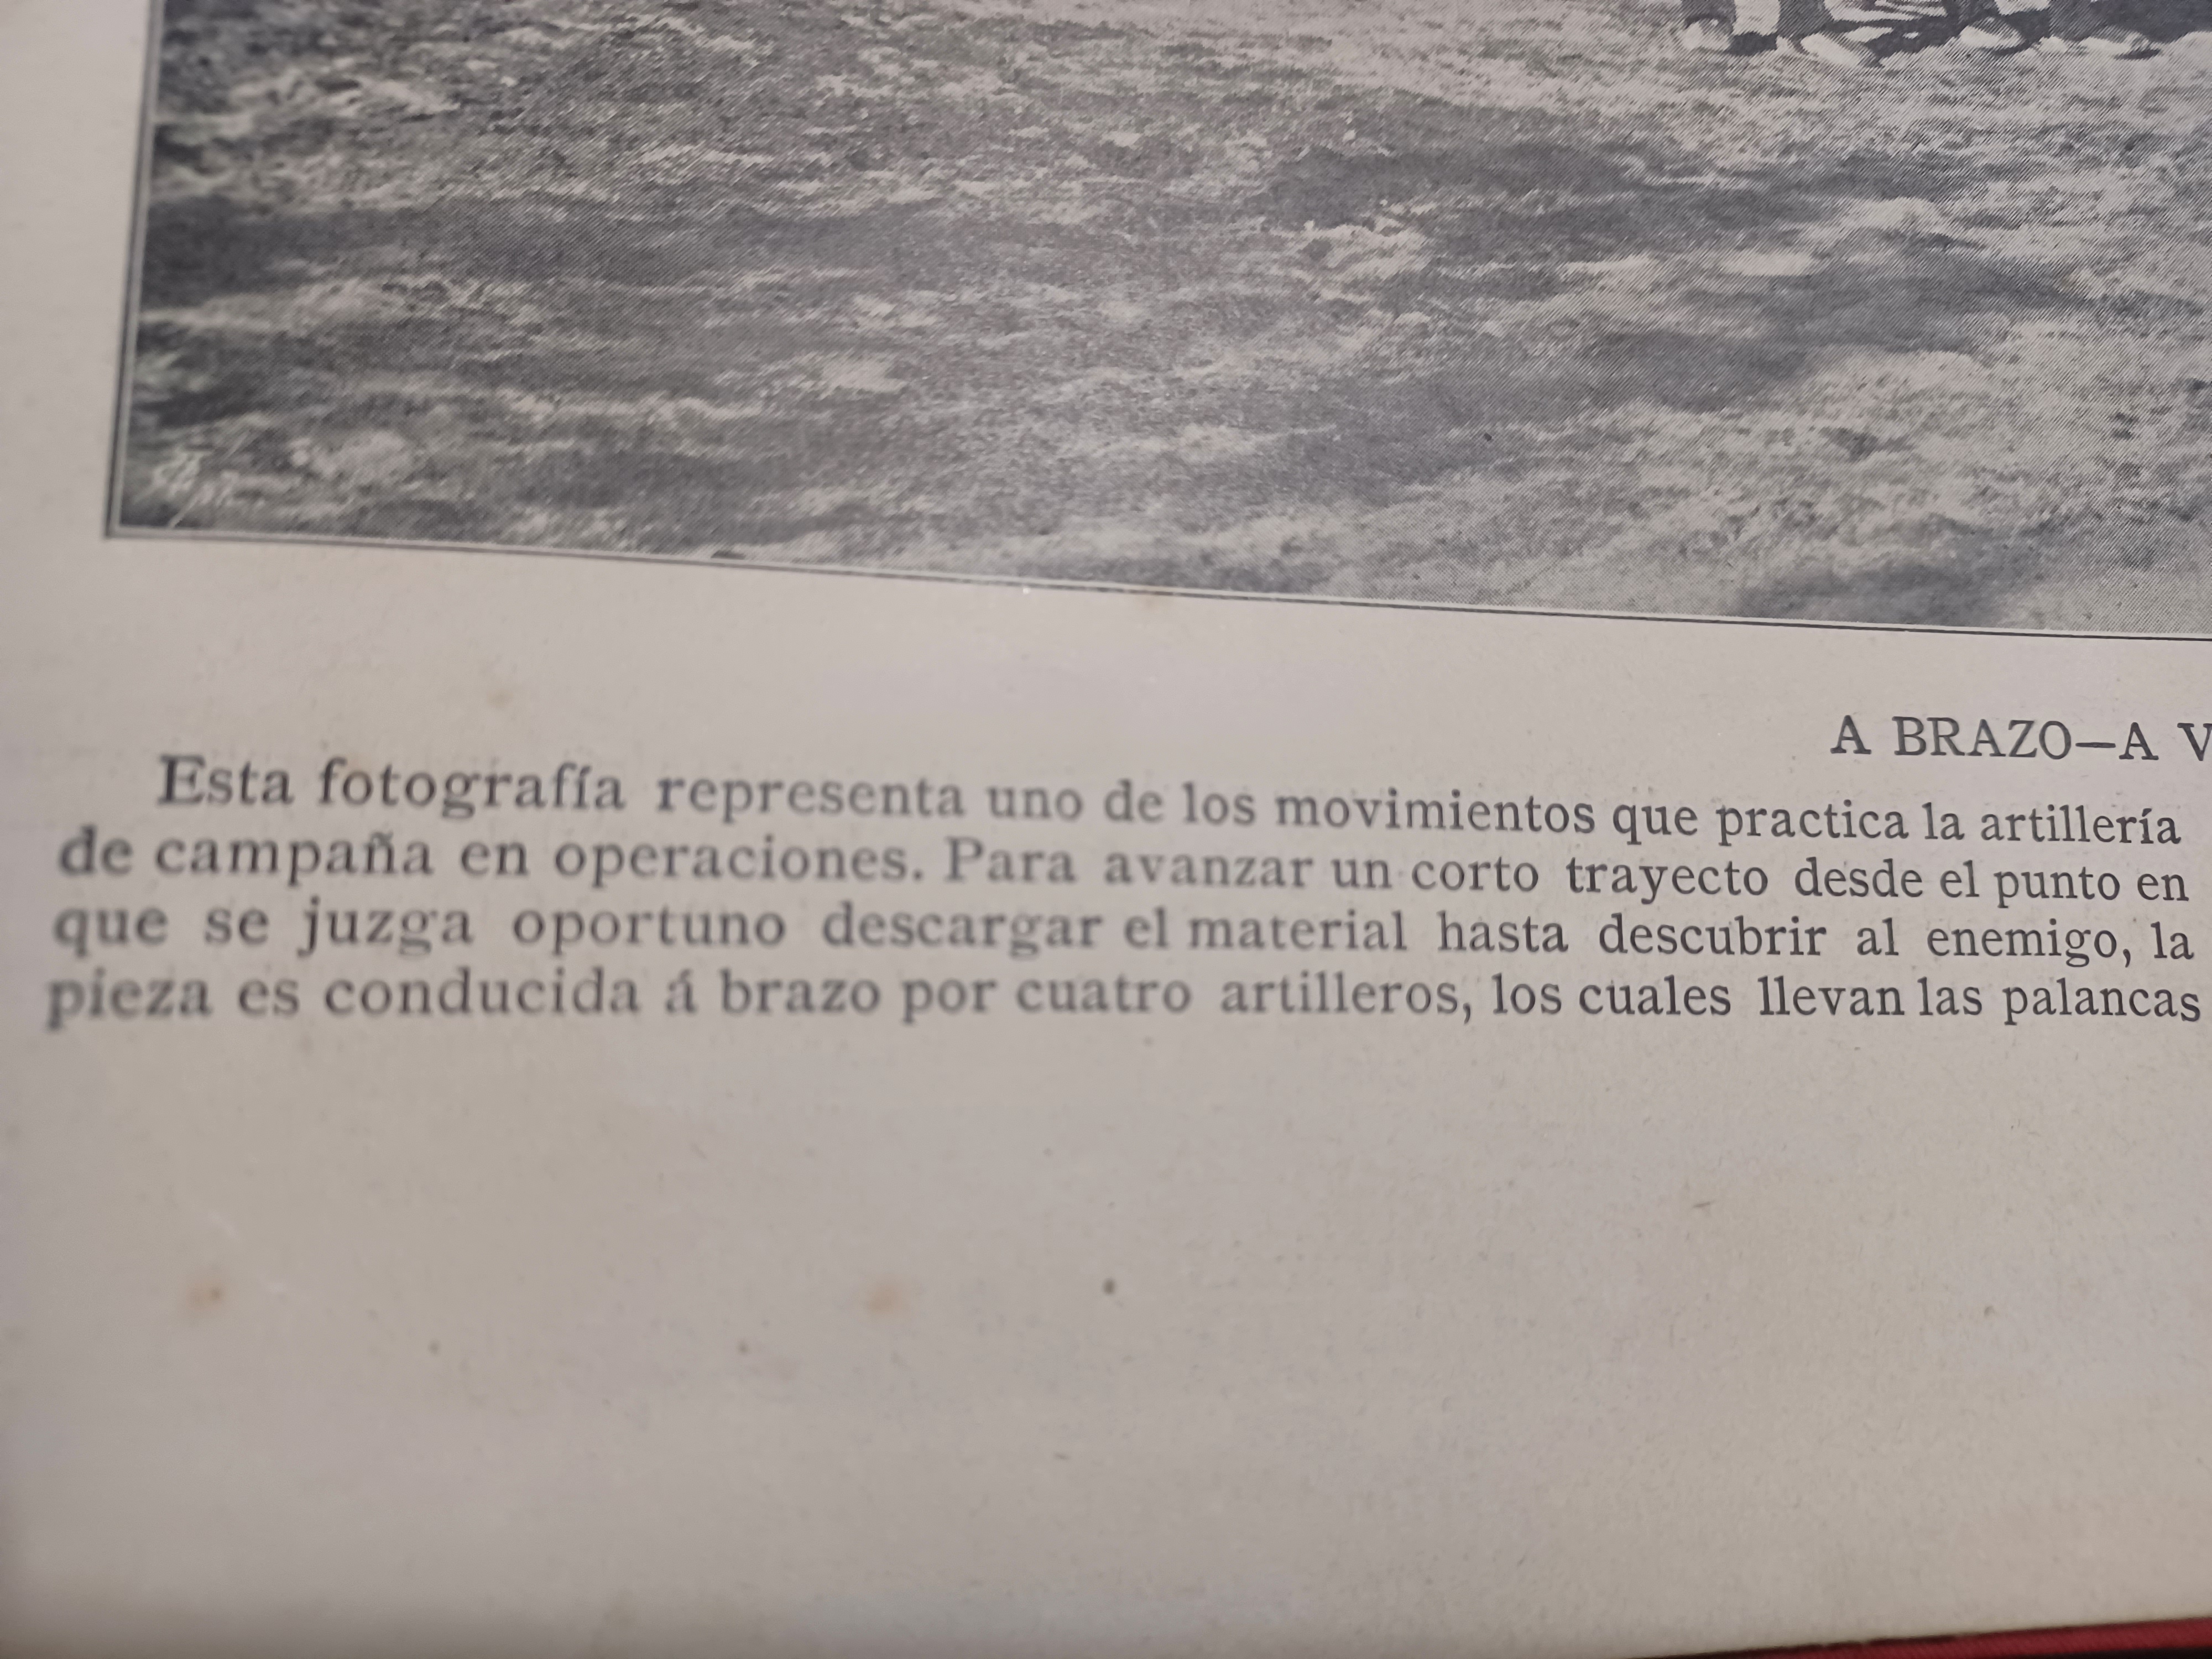 A BRAZO—A V
Esta fotografía representa uno de los movimientos que practica la artillería
de campaña en operaciones. Para avanzar un corto trayecto desde el punto en
que se juzga oportuno descargar el material hasta descubrir al enemigo, la
pieza es conducida á brazo por cuatro artilleros, los cuales llevan las palancas